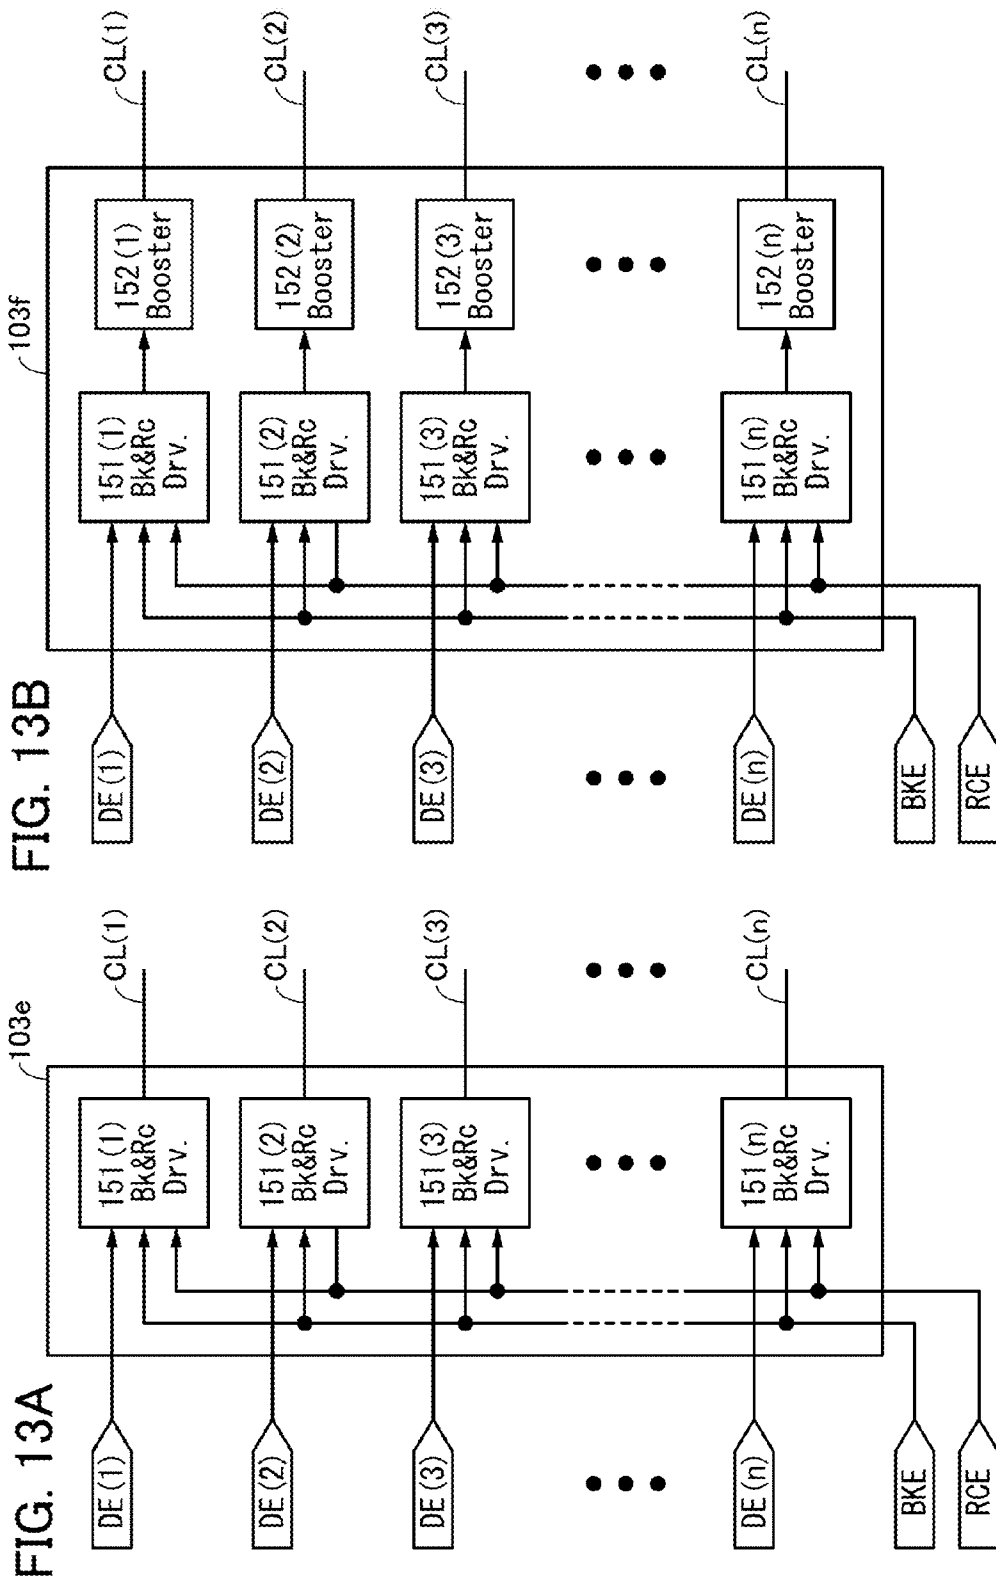 FIG. 13A
103e
DE(1)
151(1)
Bk&Rc
Drv.
CL(1)
DE(2)
151(2)
Bk&Rc
Drv.
CL(2)
DE(3)
151(3)
Bk&Rc
Drv.
CL(3)
DE(n)
151(n)
Bk&Rc
Drv.
CL(n)
BKE
RCE
FIG. 13B
103f
DE(1)
151(1)
Bk&Rc
Drv.
152(1)
Booster
CL(1)
DE(2)
151(2)
Bk&Rc
Drv.
152(2)
Booster
CL(2)
DE(3)
151(3)
Bk&Rc
Drv.
152(3)
Booster
CL(3)
DE(n)
151(n)
Bk&Rc
Drv.
152(n)
Booster
CL(n)
BKE
RCE